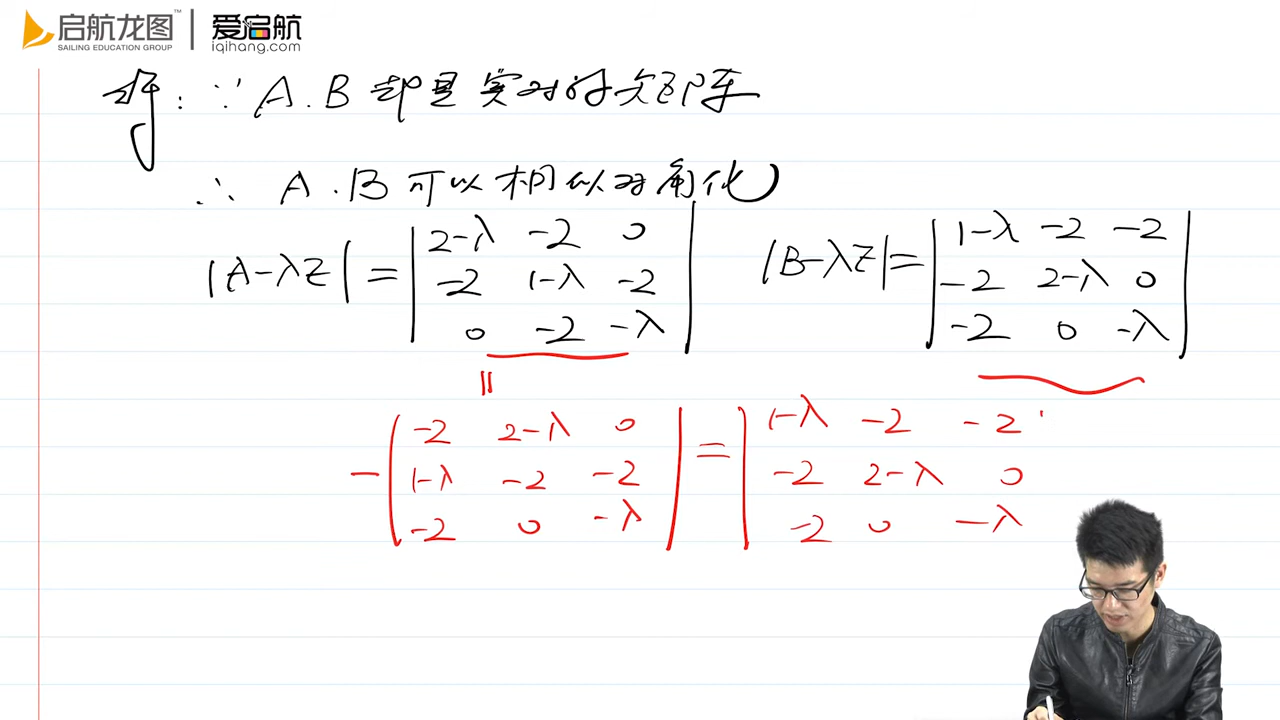 启航龙图™ | 爱启航
SAILING EDUCATION GROUP iqihang.com
解: ∵ A.B 却是实对称矩阵
∴ A.B 可以相似对角化
|A-λE| = | 2-λ -2 0 | |B-λE| = | 1-λ -2 -2 |
| -2 1-λ -2 | | -2 2-λ 0 |
| 0 -2 -λ | | -2 0 -λ |
||
- | -2 2-λ 0 | = | 1-λ -2 -2 |
| 1-λ -2 -2 | | -2 2-λ 0 |
| -2 0 -λ | | -2 0 -λ |